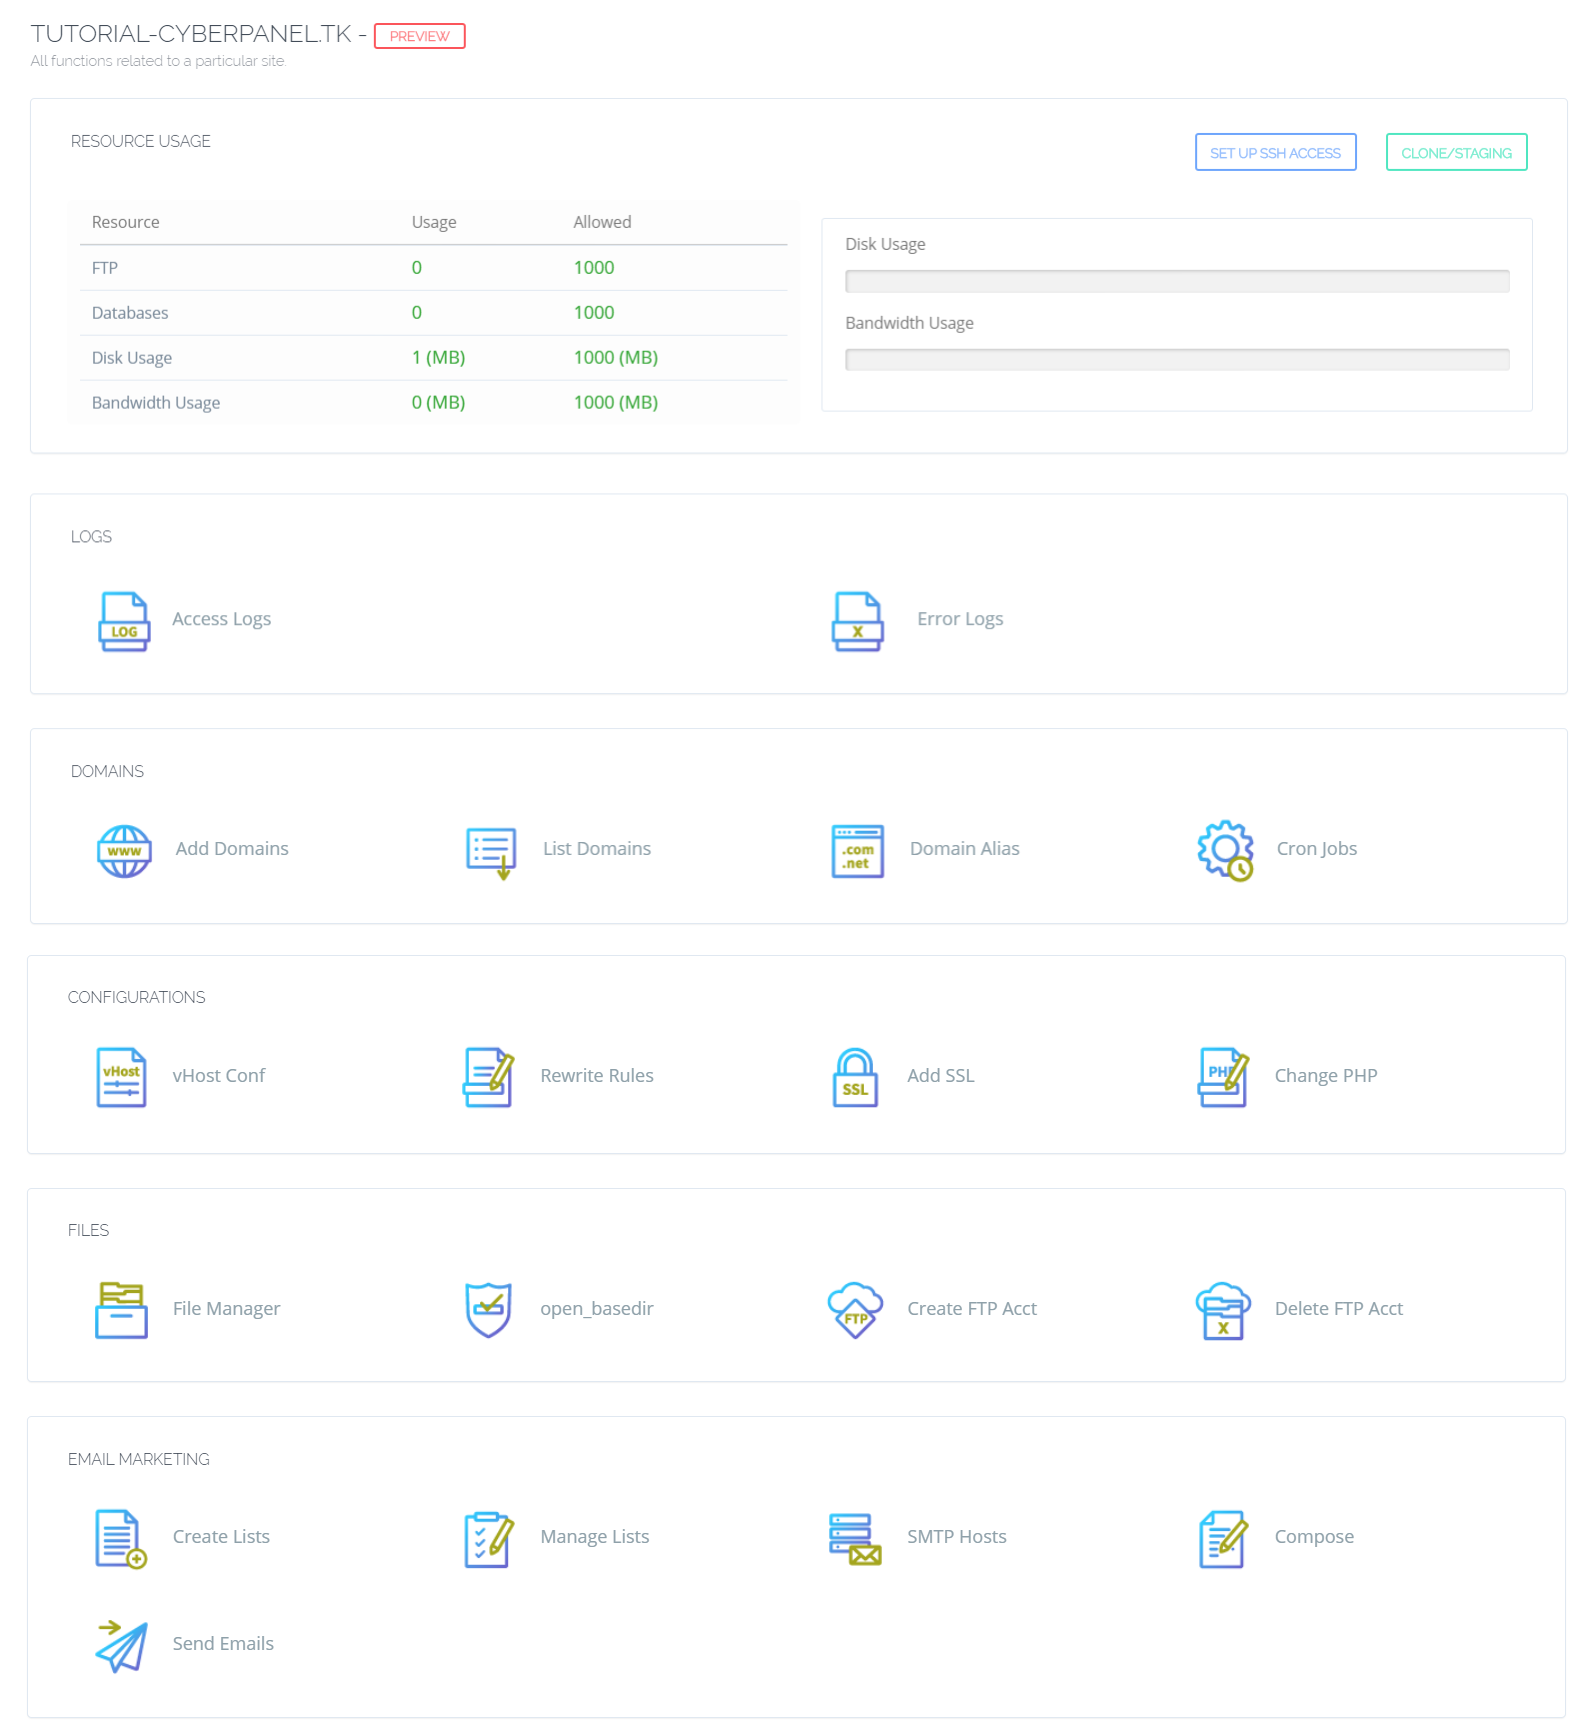 TUTORIAL-CYBERPANEL.TK - PREVIEW
All functions related to a particular site.
RESOURCE USAGE
SET UP SSH ACCESS
CLONE/STAGING
Resource Usage Allowed
FTP 0 1000
Databases 0 1000
Disk Usage 1 (MB) 1000 (MB)
Bandwidth Usage 0 (MB) 1000 (MB)
Disk Usage
Bandwidth Usage
LOGS
LOG Access Logs
X Error Logs
DOMAINS
www Add Domains
List Domains
.com
.net
Domain Alias
Cron Jobs
CONFIGURATIONS
vHost vHost Conf
Rewrite Rules
SSL Add SSL
PHP Change PHP
FILES
File Manager
open_basedir
FTP Create FTP Acct
X Delete FTP Acct
EMAIL MARKETING
Create Lists
Manage Lists
SMTP Hosts
Compose
Send Emails